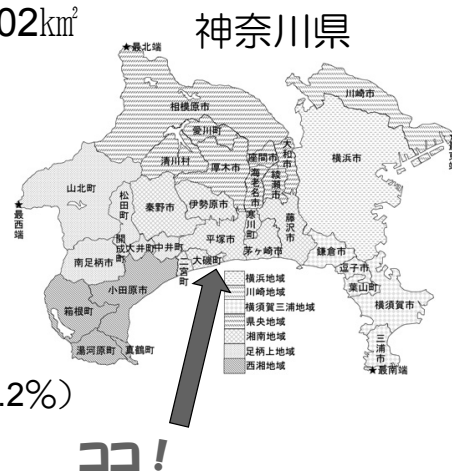 02㎢
神奈川県
★最北端
川崎市
相模原市
愛川町
大和市
座間市
綾瀬市
横浜市
清川村
厚木市
海老名市
山北町
松田町
秦野市
伊勢原市
寒川町
藤沢市
★最西端
開成町
大井町
中井町
平塚市
茅ヶ崎市
鎌倉市
南足柄市
二宮町
大磯町
逗子市
葉山町
小田原市
横須賀市
箱根町
三浦市
湯河原町
真鶴町
★最南端
横浜地域
川崎地域
横須賀三浦地域
県央地域
湘南地域
足柄上地域
西湘地域
.2%）
ココ！